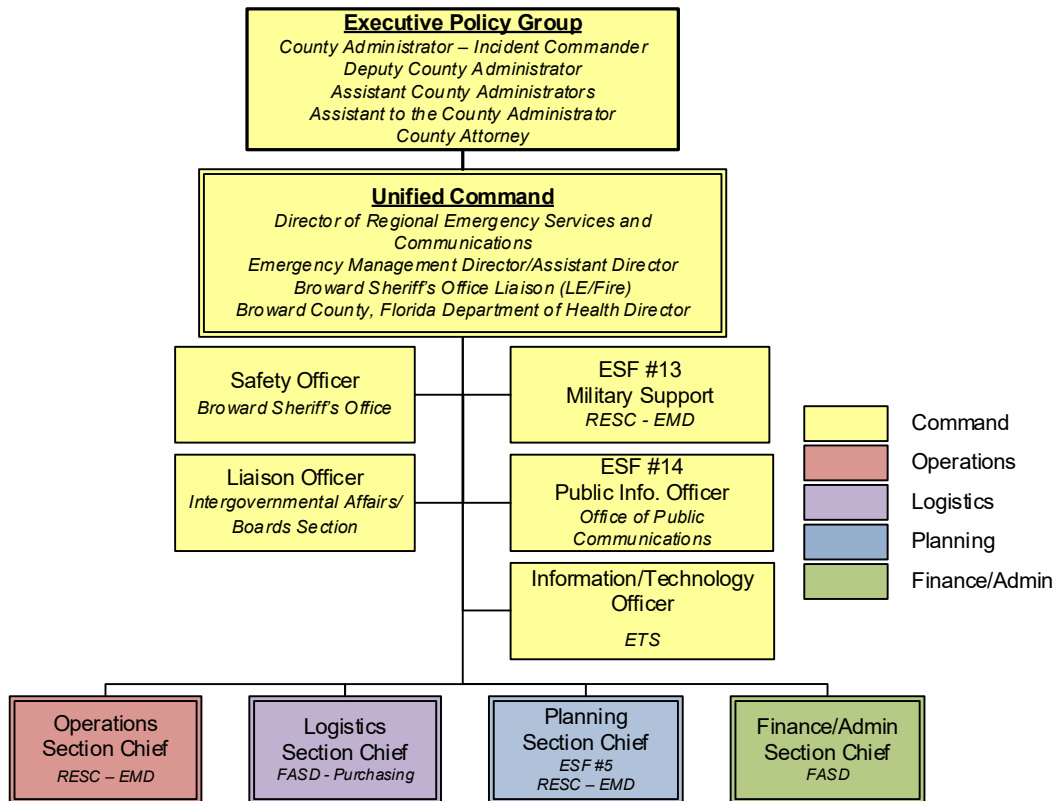 Executive Policy Group
County Administrator – Incident Commander
Deputy County Administrator
Assistant County Administrators
Assistant to the County Administrator
County Attorney
Unified Command
Director of Regional Emergency Services and
Communications
Emergency Management Director/Assistant Director
Broward Sheriff's Office Liaison (LE/Fire)
Broward County, Florida Department of Health Director
Safety Officer
Broward Sheriff's Office
ESF #13
Military Support
RESC - EMD
Liaison Officer
Intergovernmental Affairs/
Boards Section
ESF #14
Public Info. Officer
Office of Public
Communications
Information/Technology
Officer
ETS
Command
Operations
Logistics
Planning
Finance/Admin
Operations
Section Chief
RESC – EMD
Logistics
Section Chief
FASD - Purchasing
Planning
Section Chief
ESF #5
RESC – EMD
Finance/Admin
Section Chief
FASD